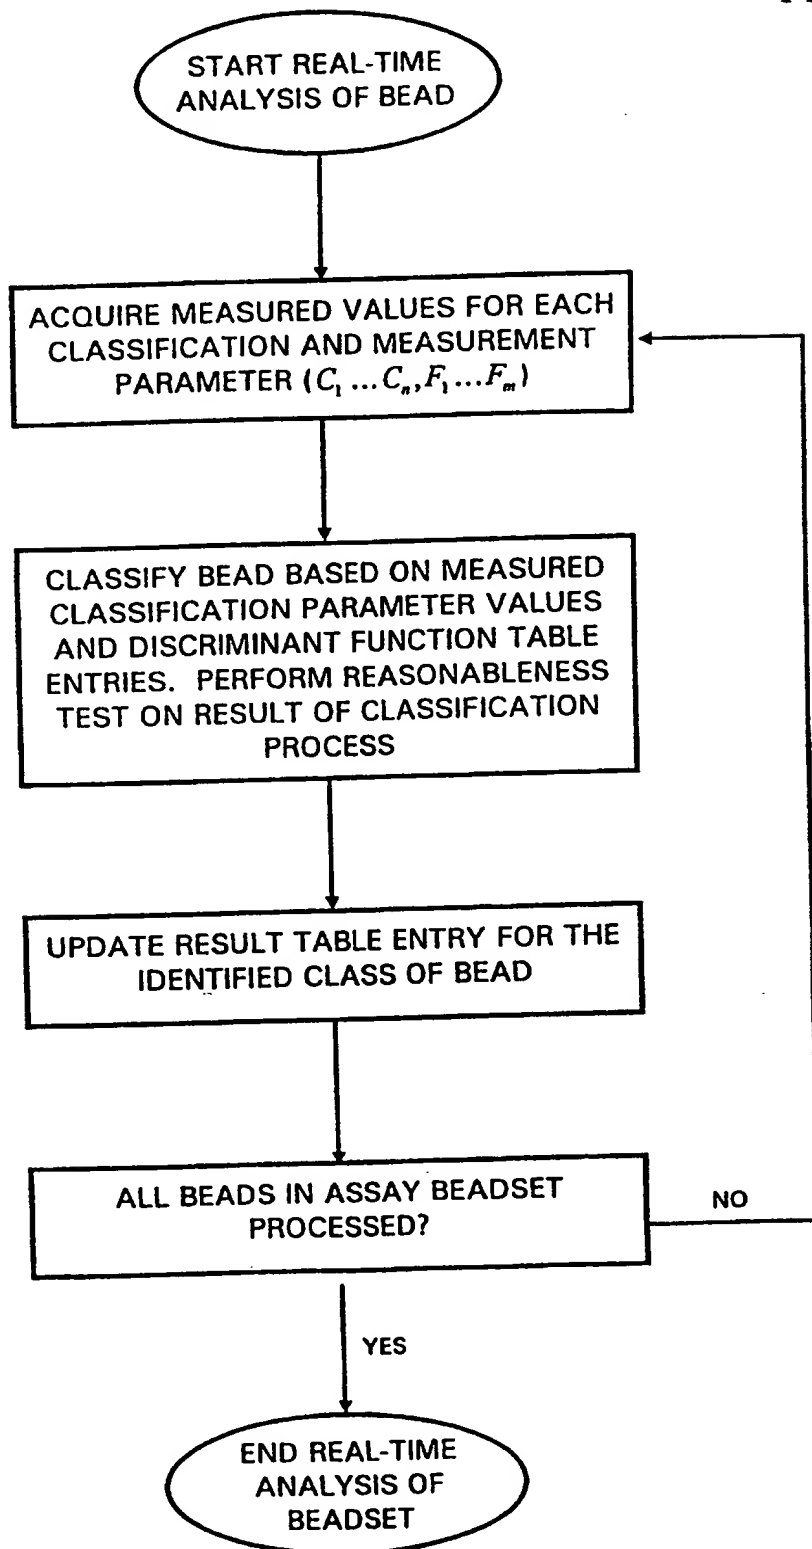 START REAL-TIME
ANALYSIS OF BEAD
ACQUIRE MEASURED VALUES FOR EACH
CLASSIFICATION AND MEASUREMENT
PARAMETER (C₁ ...Cₙ,F₁...Fₘ)
CLASSIFY BEAD BASED ON MEASURED
CLASSIFICATION PARAMETER VALUES
AND DISCRIMINANT FUNCTION TABLE
ENTRIES. PERFORM REASONABLENESS
TEST ON RESULT OF CLASSIFICATION
PROCESS
UPDATE RESULT TABLE ENTRY FOR THE
IDENTIFIED CLASS OF BEAD
ALL BEADS IN ASSAY BEADSET
PROCESSED?
NO
YES
END REAL-TIME
ANALYSIS OF
BEADSET